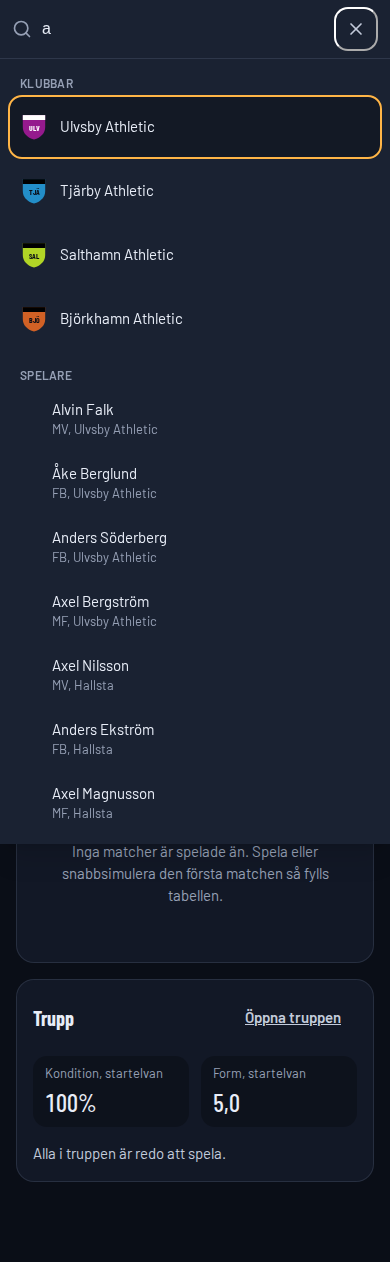 a
KLUBBAR
ULV
Ulvsby Athletic
TJÄ
Tjärby Athletic
SAL
Salthamn Athletic
BJÖ
Björkhamn Athletic
SPELARE
Alvin Falk
MV, Ulvsby Athletic
Åke Berglund
FB, Ulvsby Athletic
Anders Söderberg
FB, Ulvsby Athletic
Axel Bergström
MF, Ulvsby Athletic
Axel Nilsson
MV, Hallsta
Anders Ekström
FB, Hallsta
Axel Magnusson
MF, Hallsta
Inga matcher är spelade än. Spela eller
snabbsimulera den första matchen så fylls
tabellen.
Trupp
Öppna truppen
Kondition, startelvan
100%
Form, startelvan
5,0
Alla i truppen är redo att spela.